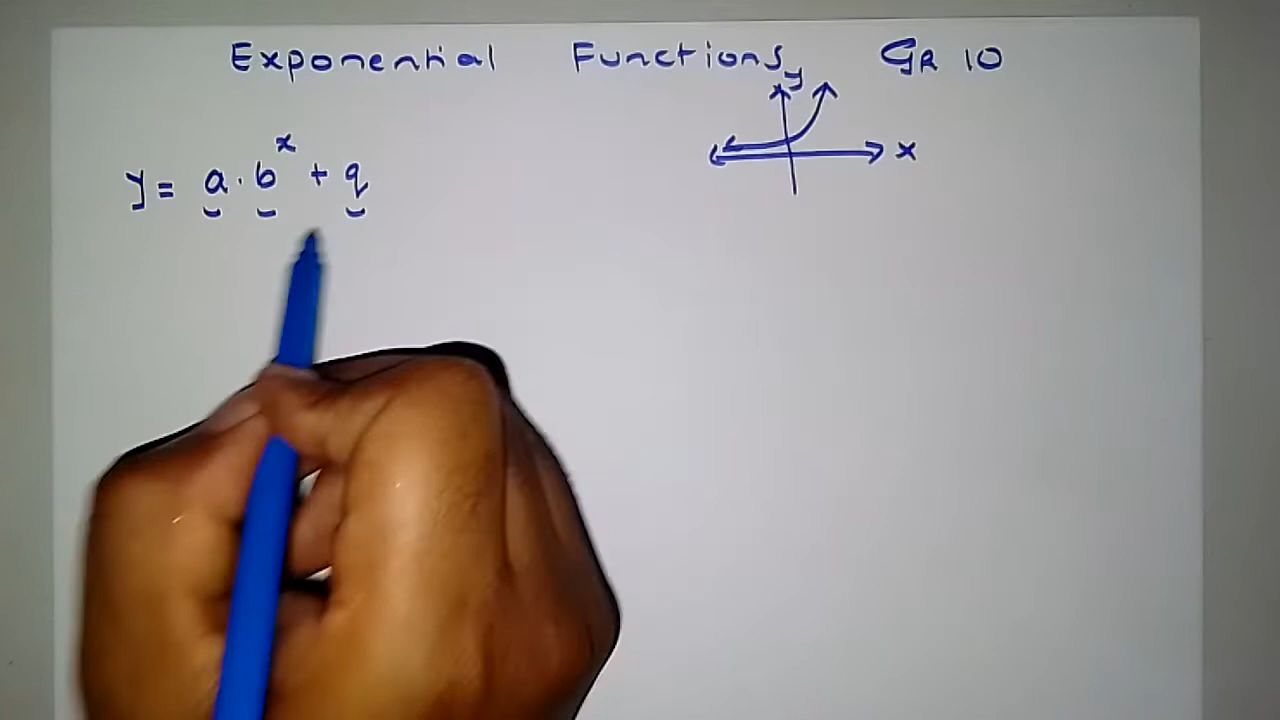 Exponential Functions GR 10
y
x
y = a · b^x + q